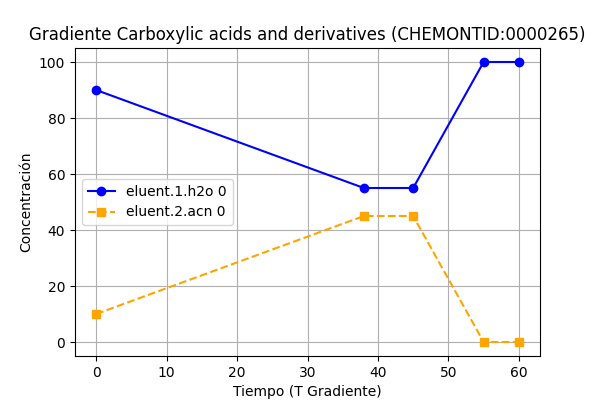 Gradiente Carboxylic acids and derivatives (CHEMONTID:0000265)
100
80
60
40
20
0
Concentración
eluent.1.h2o 0
eluent.2.acn 0
0 10 20 30 40 50 60
Tiempo (T Gradiente)